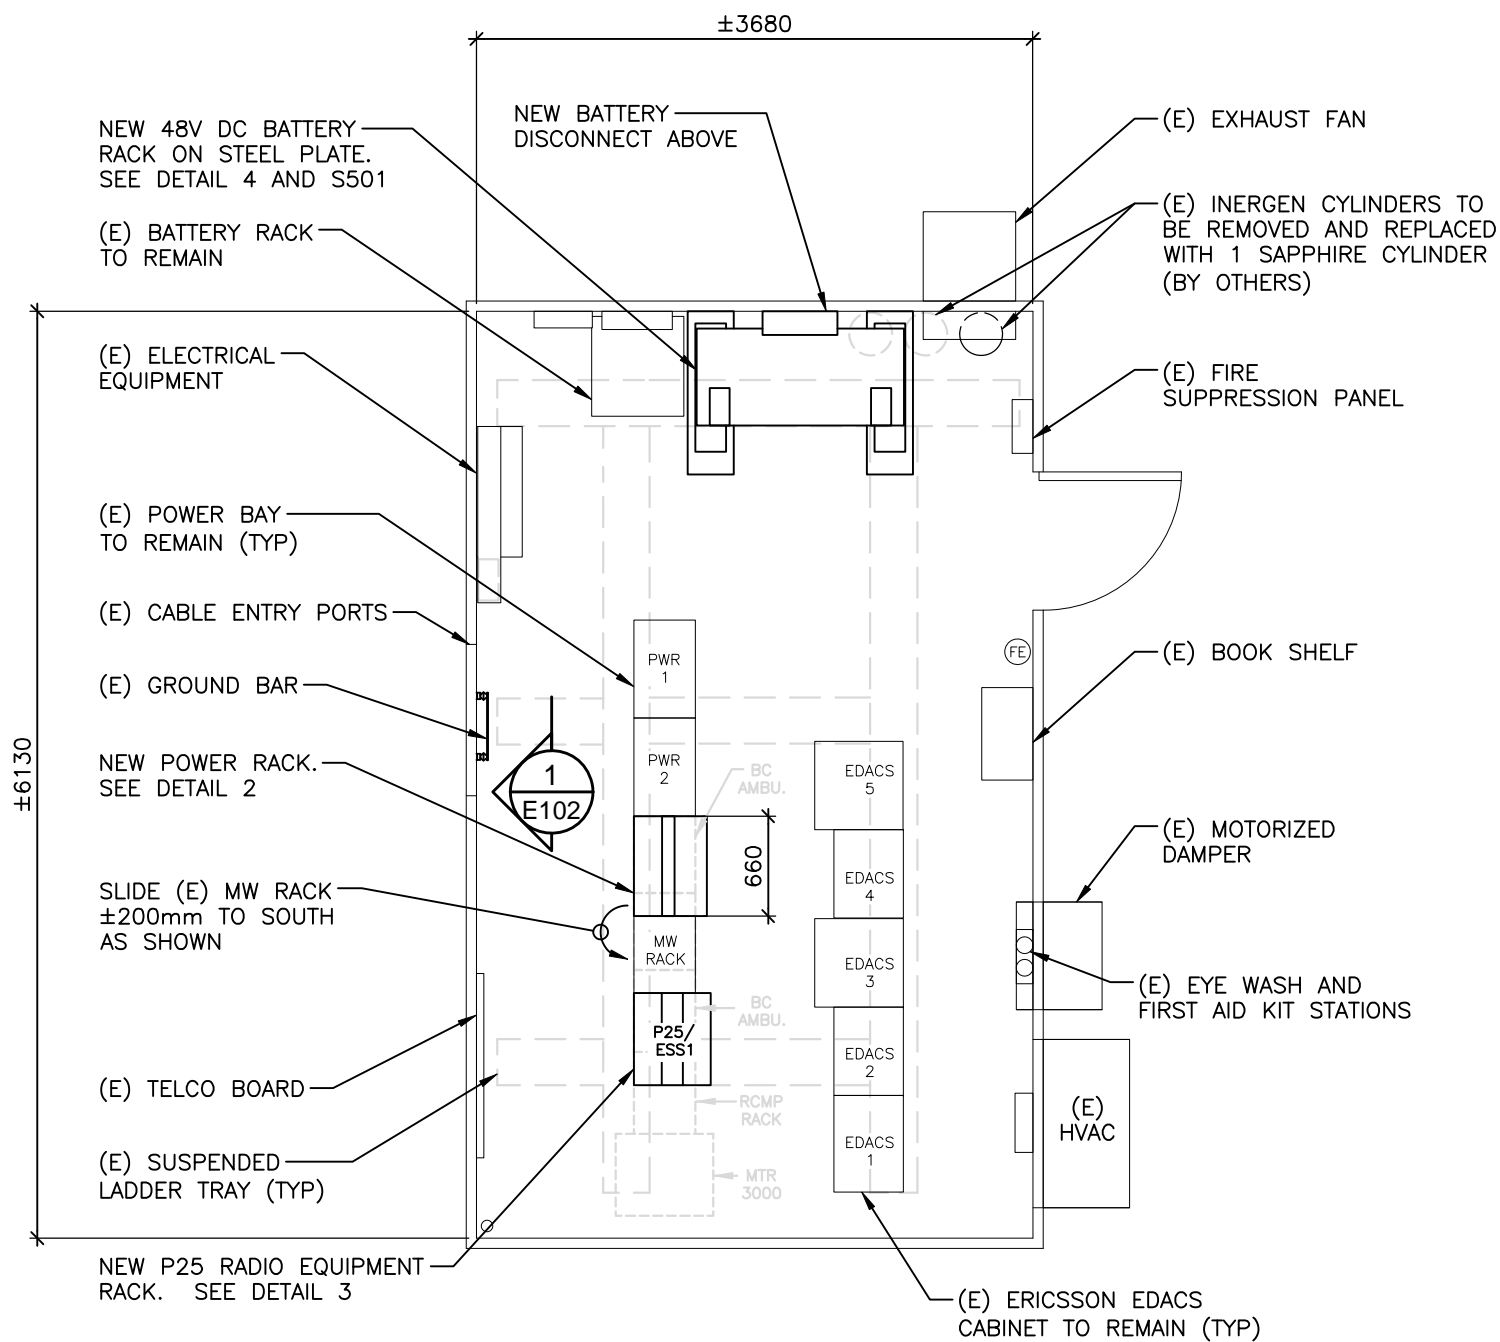 ±3680
NEW 48V DC BATTERY
RACK ON STEEL PLATE.
SEE DETAIL 4 AND S501
NEW BATTERY
DISCONNECT ABOVE
(E) EXHAUST FAN
(E) INERGEN CYLINDERS TO
BE REMOVED AND REPLACED
WITH 1 SAPPHIRE CYLINDER
(BY OTHERS)
(E) BATTERY RACK
TO REMAIN
(E) ELECTRICAL
EQUIPMENT
(E) FIRE
SUPPRESSION PANEL
(E) POWER BAY
TO REMAIN (TYP)
(E) CABLE ENTRY PORTS
(E) GROUND BAR
NEW POWER RACK.
SEE DETAIL 2
±6130
SLIDE (E) MW RACK
±200mm TO SOUTH
AS SHOWN
(E) TELCO BOARD
(E) SUSPENDED
LADDER TRAY (TYP)
NEW P25 RADIO EQUIPMENT
RACK. SEE DETAIL 3
1
E102
PWR
1
PWR
2
BC
AMBU.
660
MW
RACK
BC
AMBU.
P25/
ESS1
RCMP
RACK
MTR
3000
EDACS
5
EDACS
4
EDACS
3
EDACS
2
EDACS
1
FE
(E) BOOK SHELF
(E) MOTORIZED
DAMPER
(E) EYE WASH AND
FIRST AID KIT STATIONS
(E)
HVAC
(E) ERICSSON EDACS
CABINET TO REMAIN (TYP)